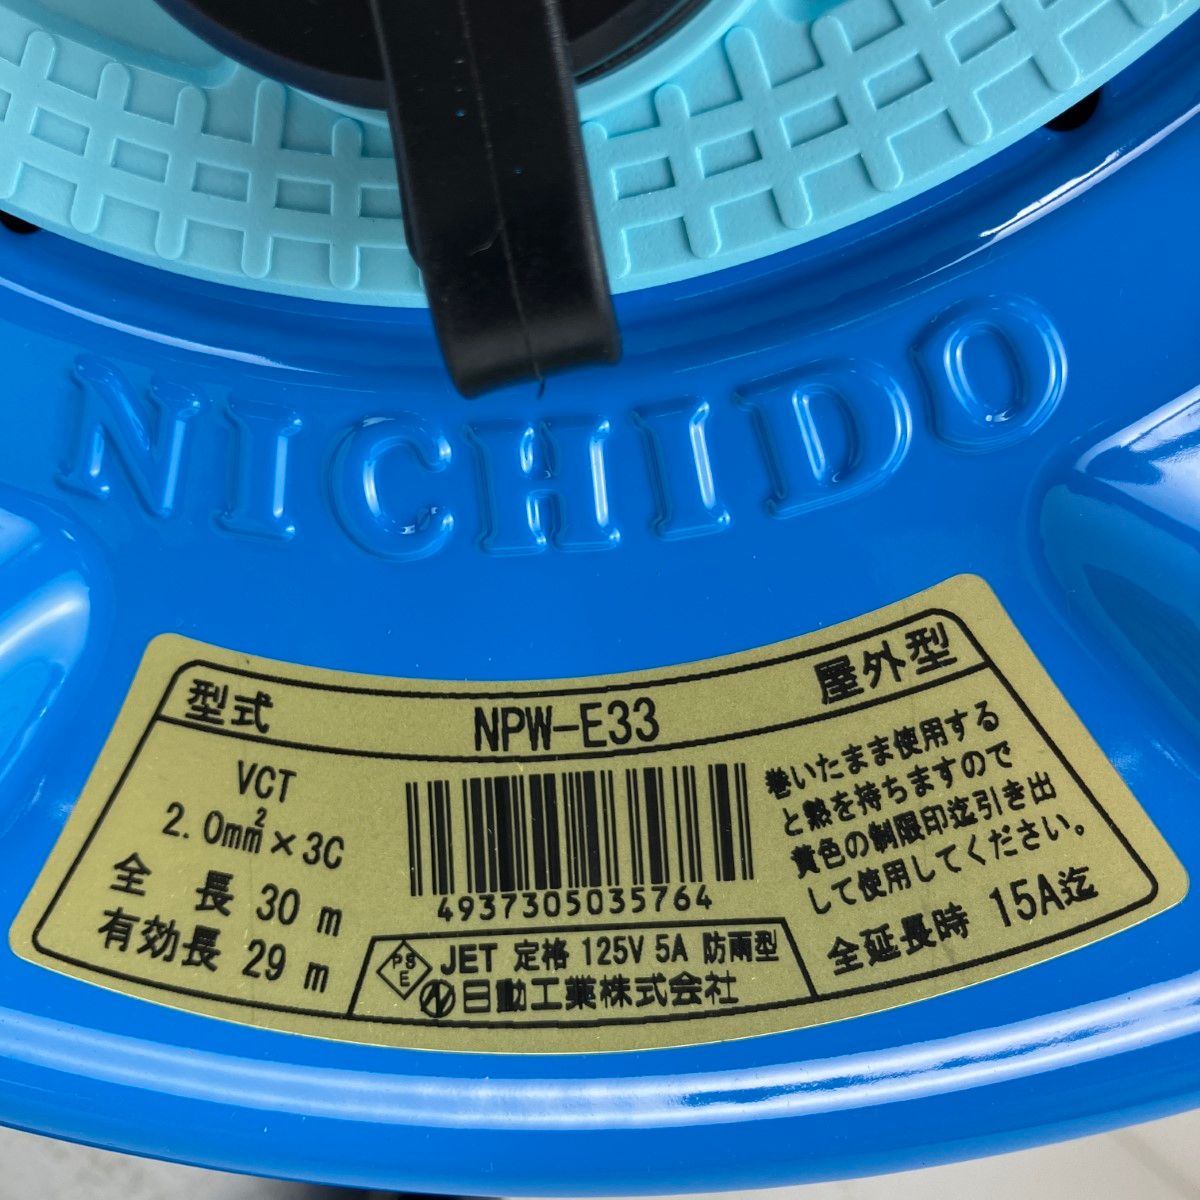 NICHIDO
型式 NPW-E33 屋外型
VCT
2.0mm²×3C
全長 30 m
有効長 29 m
4937305035764
巻いたまま使用する
と熱を持ちますので
黄色の制限印迄引き出
して使用してください。
全延長時 15A迄
PSE JET 定格 125V 5A 防雨型
N 日動工業株式会社